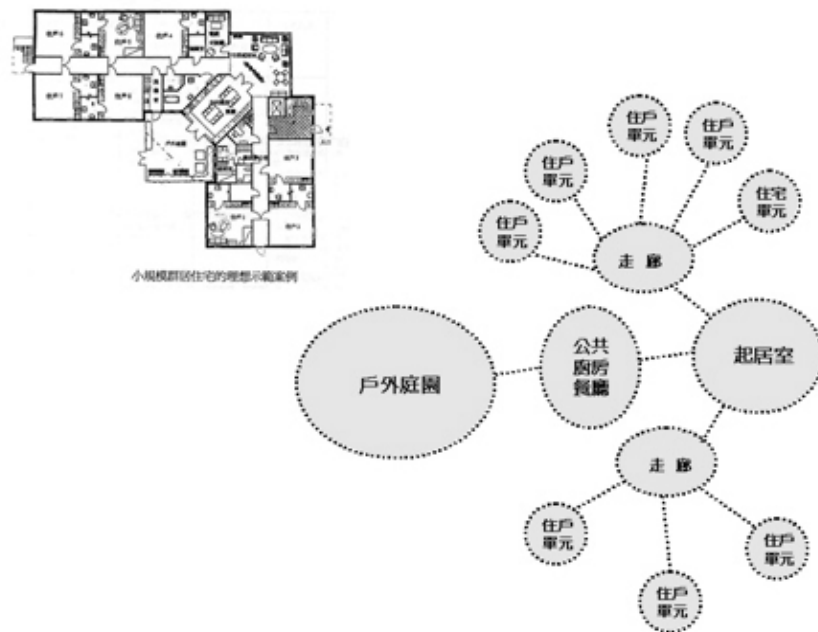 小規模群居住宅的理想示範案例
住戶
單元
住戶
單元
住戶
單元
住宅
單元
住戶
單元
走廊
公共
廚房
餐廳
起居室
戶外庭園
走廊
住戶
單元
住戶
單元
住戶
單元